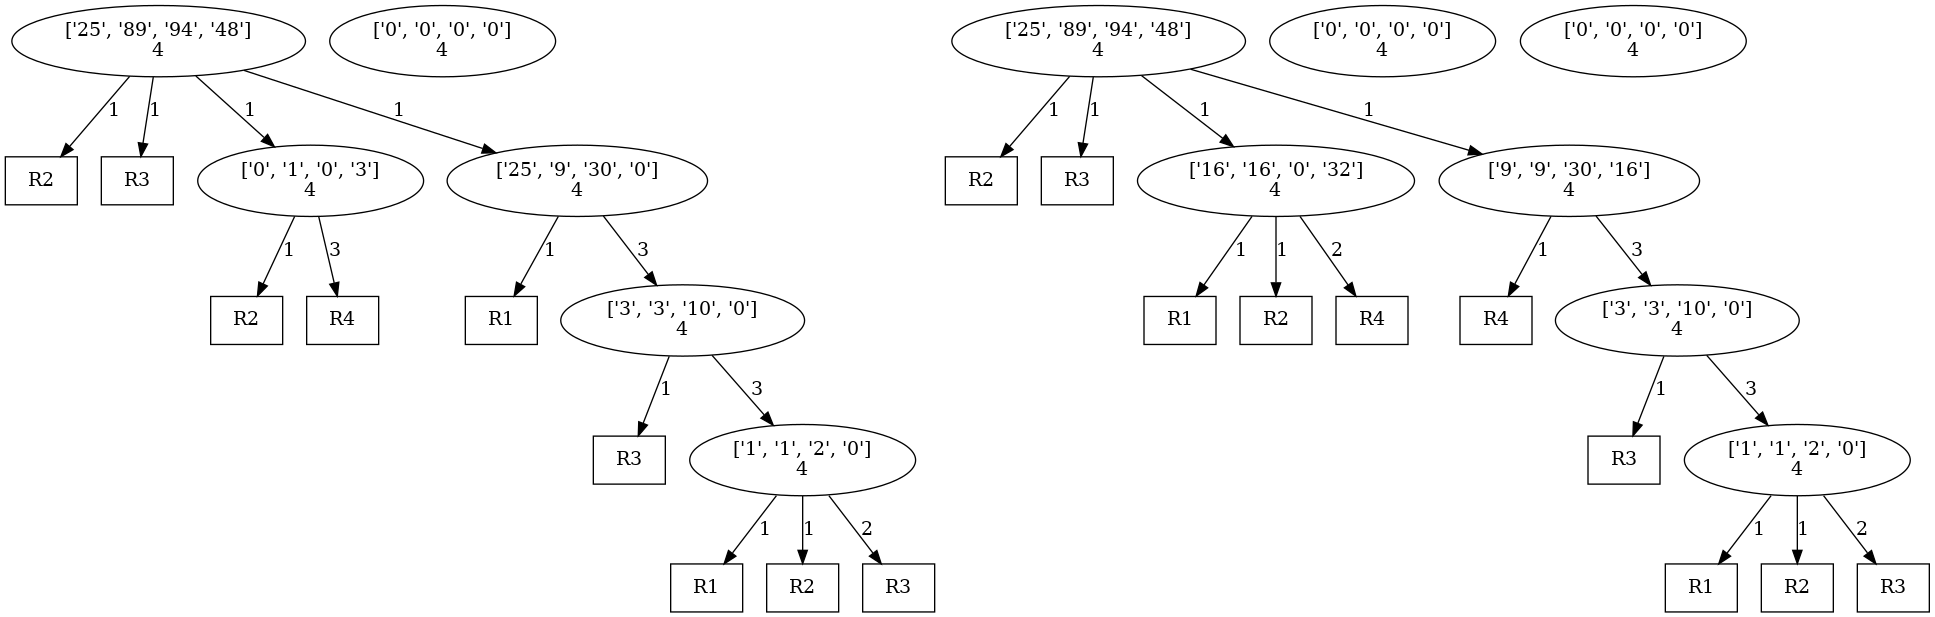 ['25', '89', '94', '48']
4
['0', '0', '0', '0']
4
['25', '89', '94', '48']
4
['0', '0', '0', '0']
4
['0', '0', '0', '0']
4
1
1
1
1
1
1
1
1
R2
R3
['0', '1', '0', '3']
4
['25', '9', '30', '0']
4
R2
R3
['16', '16', '0', '32']
4
['9', '9', '30', '16']
4
1
3
1
3
1
1
2
1
3
R2
R4
R1
['3', '3', '10', '0']
4
R1
R2
R4
R4
['3', '3', '10', '0']
4
1
3
1
3
R3
['1', '1', '2', '0']
4
R3
['1', '1', '2', '0']
4
1
1
2
1
1
2
R1
R2
R3
R1
R2
R3